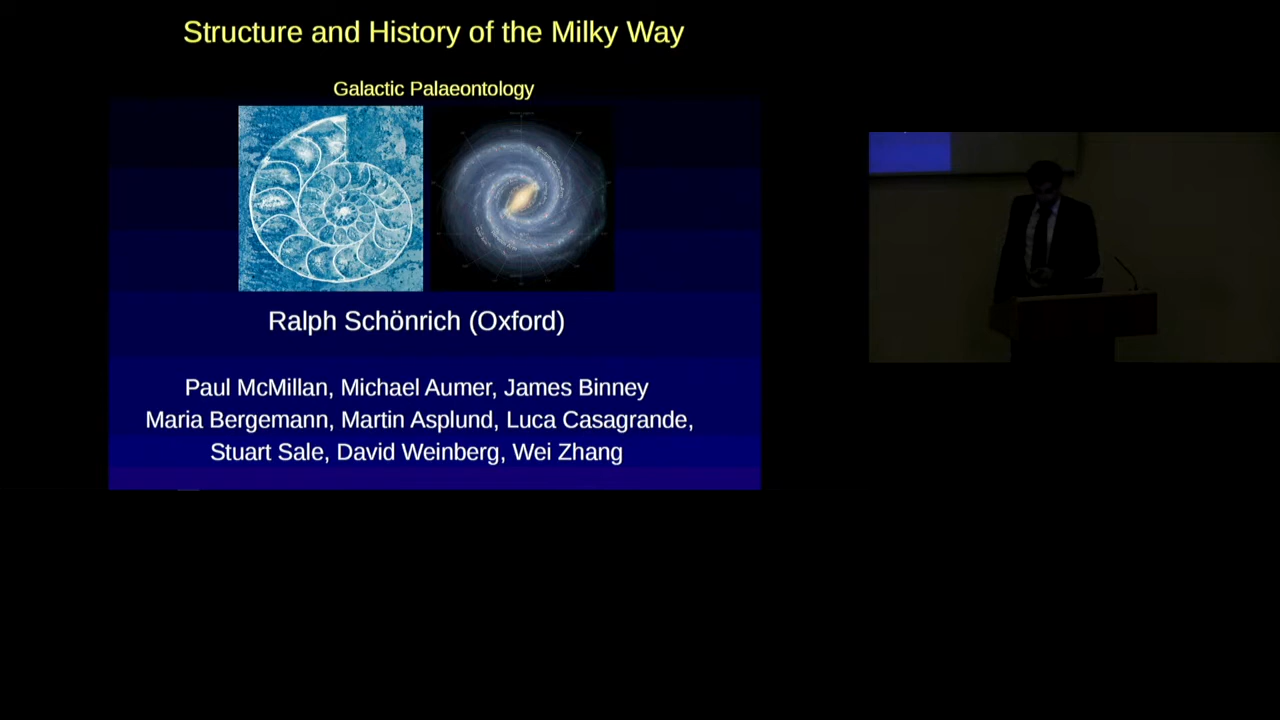 Structure and History of the Milky Way
Galactic Palaeontology
Ralph Schönrich (Oxford)
Paul McMillan, Michael Aumer, James Binney
Maria Bergemann, Martin Asplund, Luca Casagrande,
Stuart Sale, David Weinberg, Wei Zhang